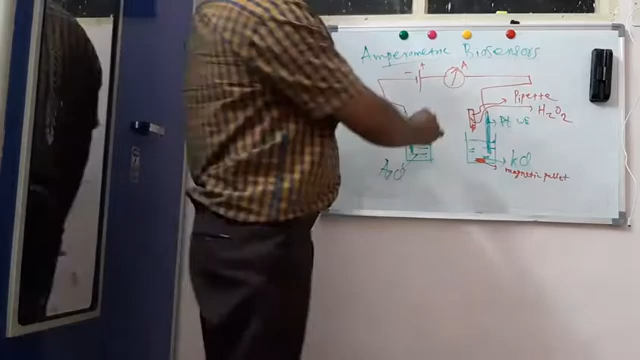 Amperometric Biosensors
- +
A
Pipette
H2O2
Pt WE
Ag Cl
kcl
magnetic pellet